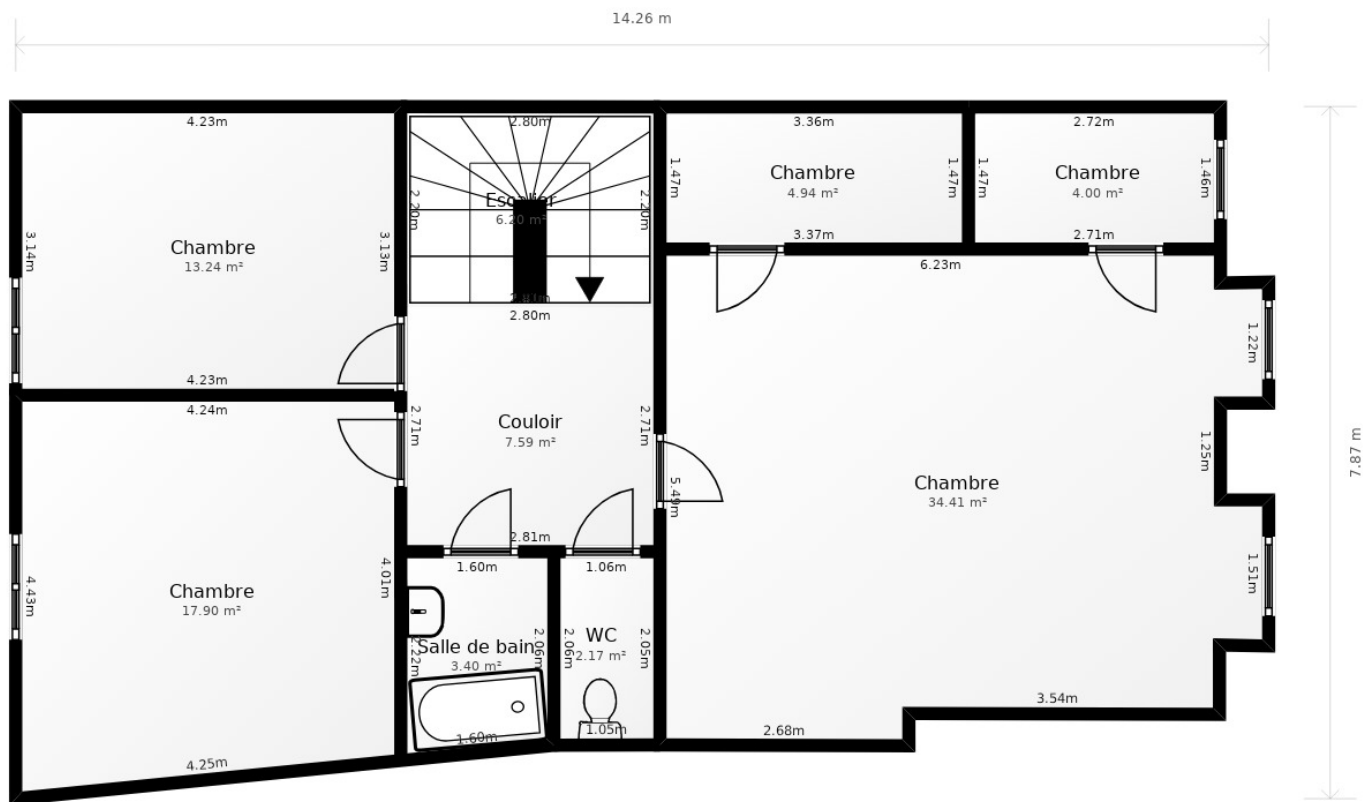 14.26 m
4.23m
2.80m
3.36m
2.72m
1.47m
1.47m
1.47m
1.46m
Chambre
4.94 m²
Chambre
4.00 m²
3.37m
2.71m
Escalier
6.20 m²
2.20m
2.20m
3.14m
Chambre
13.24 m²
3.13m
6.23m
2.81m
2.80m
1.22m
4.23m
4.24m
2.71m
Couloir
7.59 m²
2.71m
1.25m
7.87 m
5.49m
Chambre
34.41 m²
2.81m
1.60m
1.06m
1.51m
4.43m
Chambre
17.90 m²
4.01m
2.22m
Salle de bain
3.40 m²
2.06m
2.06m
WC
2.17 m²
2.05m
3.54m
1.60m
1.05m
2.68m
4.25m